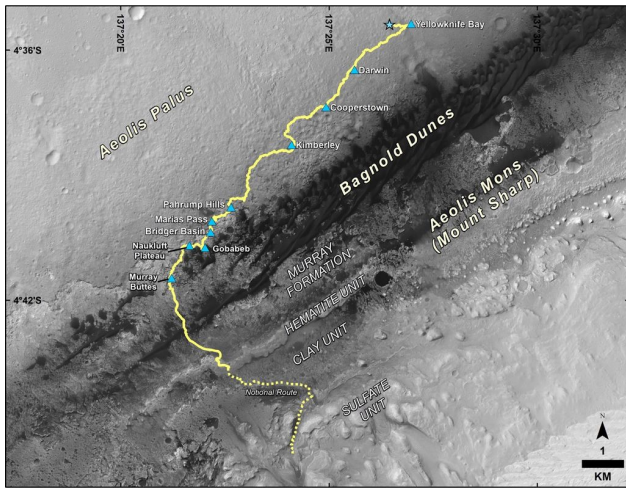 137°20'E
137°25'E
137°30'E
4°36'S
Yellowknife Bay
Darwin
Cooperstown
Aeolis Palus
Kimberley
Bagnold Dunes
Aeolis Mons
(Mount Sharp)
Pahrump Hills
Marias Pass
Bridger Basin
Naukluft
Plateau
Gobabeb
MURRAY
FORMATION
Murray
Buttes
4°42'S
HEMATITE UNIT
CLAY UNIT
Notional Route
SULFATE
UNIT
N
1
KM